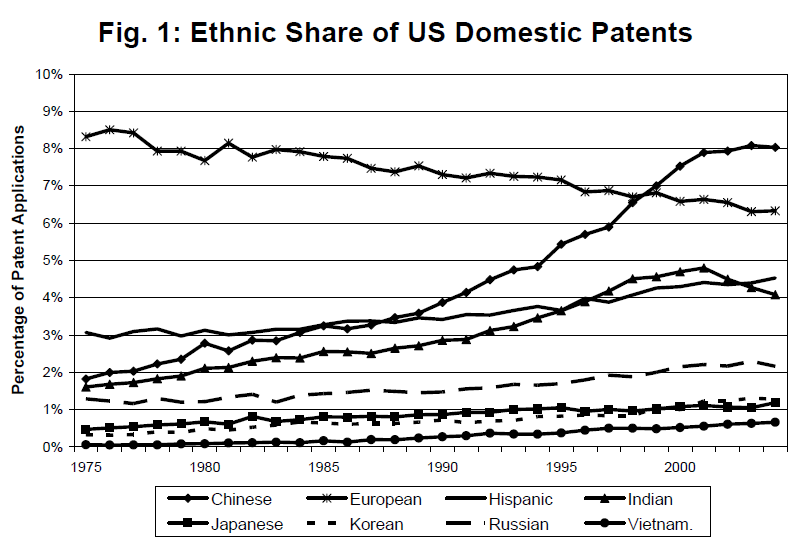 Fig. 1: Ethnic Share of US Domestic Patents
Percentage of Patent Applications
10%
9%
8%
7%
6%
5%
4%
3%
2%
1%
0%
1975 1980 1985 1990 1995 2000
Chinese European Hispanic Indian
Japanese Korean Russian Vietnam.